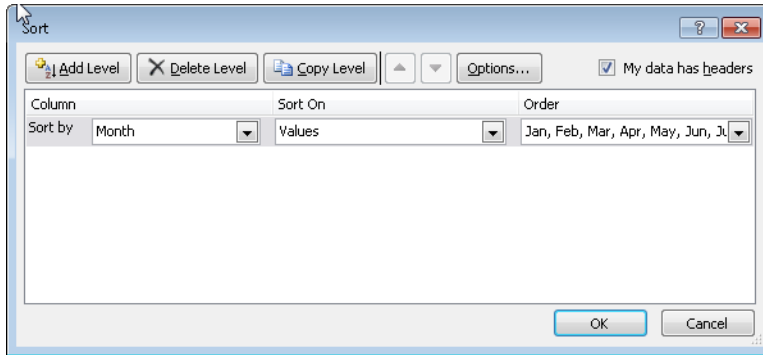 Sort
Add Level Delete Level Copy Level Options... My data has headers
Column Sort On Order
Sort by Month Values Jan, Feb, Mar, Apr, May, Jun,
OK Cancel